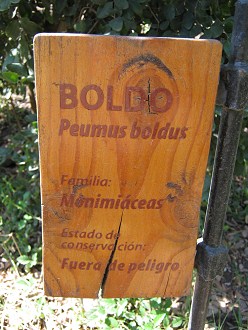 BOLDO
Peumus boldus
Familia:
Monimiáceas
Estado de
conservación:
Fuera de peligro